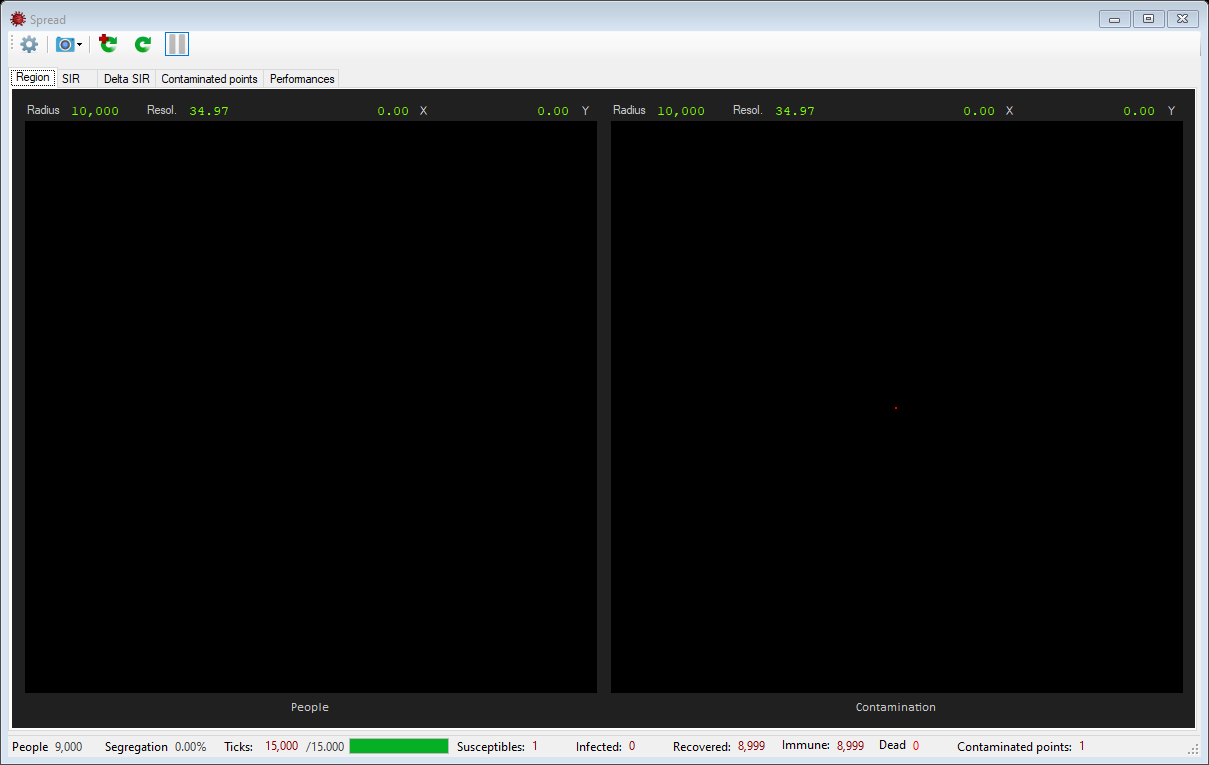 Spread
Region SIR Delta SIR Contaminated points Performances
Radius 10,000 Resol. 34.97 0.00 X 0.00 Y Radius 10,000 Resol. 34.97 0.00 X 0.00 Y
People Contamination
People 9,000 Segregation 0.00% Ticks: 15,000 /15.000 Susceptibles: 1 Infected: 0 Recovered: 8,999 Immune: 8,999 Dead 0 Contaminated points: 1